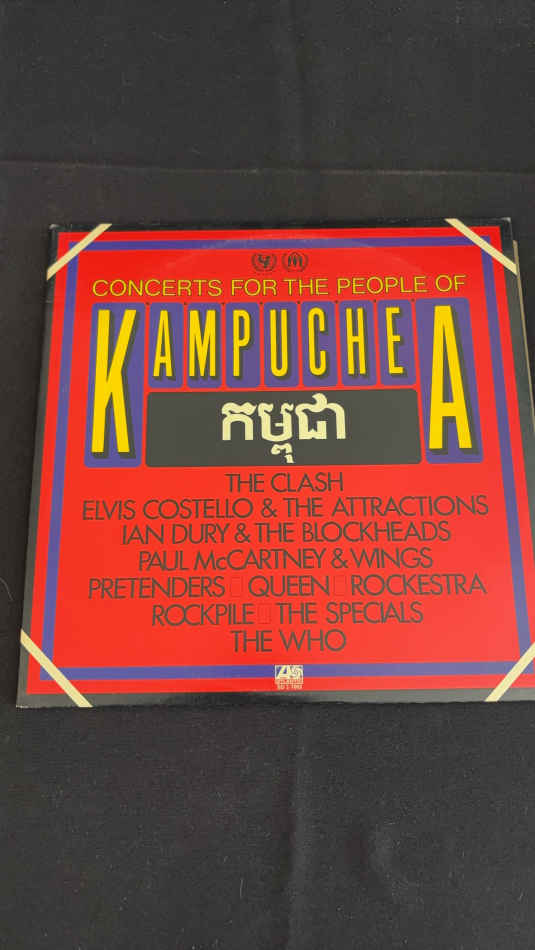 CONCERTS FOR THE PEOPLE OF
KAMPUCHEA
កម្ពុជា
THE CLASH
ELVIS COSTELLO & THE ATTRACTIONS
IAN DURY & THE BLOCKHEADS
PAUL McCARTNEY & WINGS
PRETENDERS QUEEN ROCKESTRA
ROCKPILE THE SPECIALS
THE WHO
ATLANTIC